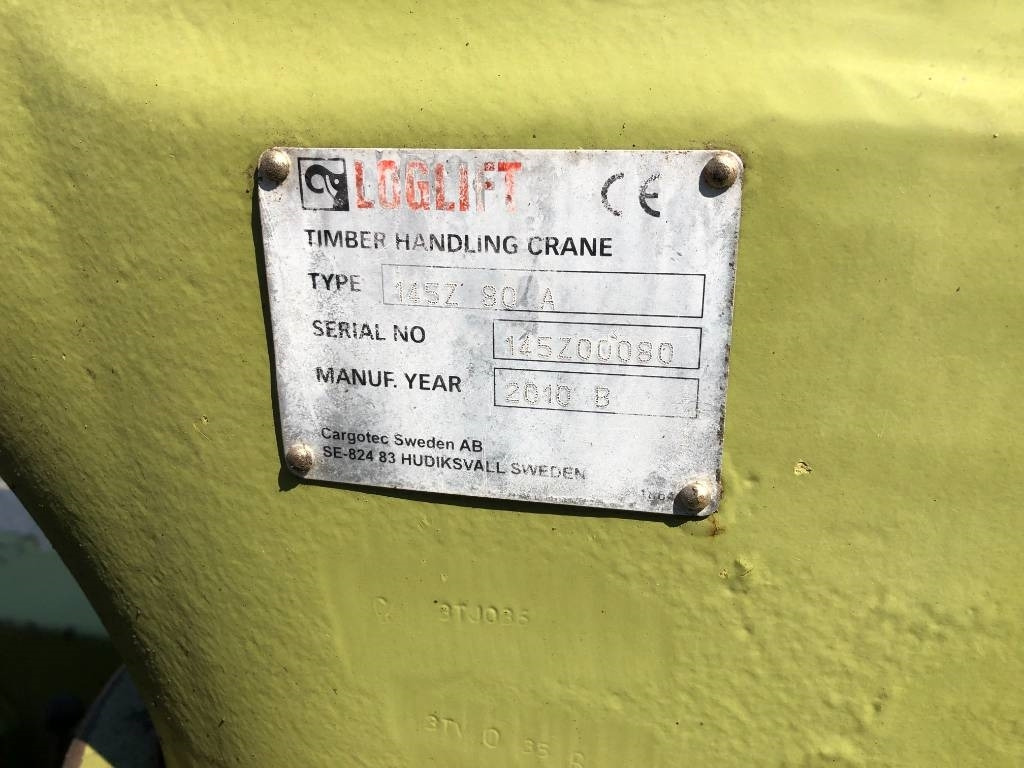 LOGLIFT CE
TIMBER HANDLING CRANE
TYPE 145Z 80 A
SERIAL NO 145Z00080
MANUF. YEAR 2010 B
Cargotec Sweden AB
SE-824 83 HUDIKSVALL SWEDEN
3TJ036